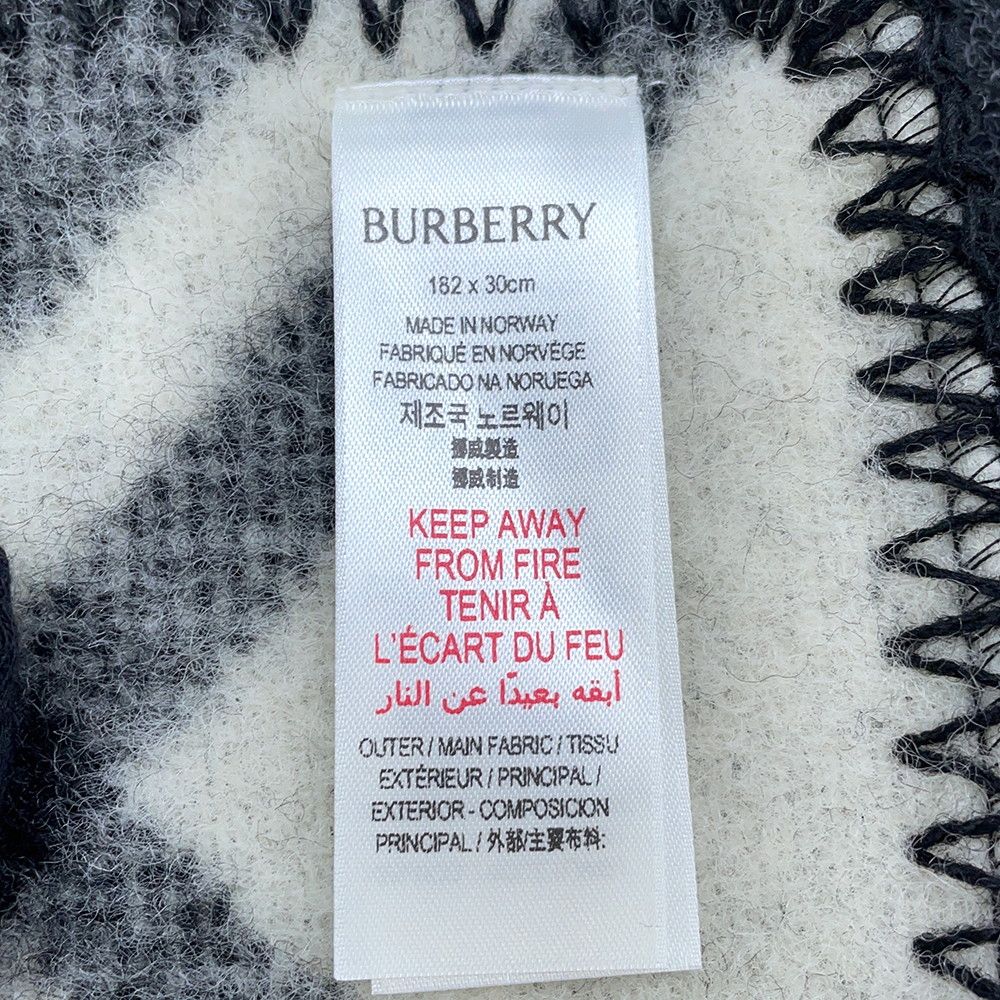 BURBERRY
182 x 30cm
MADE IN NORWAY
FABRIQUÉ EN NORVÈGE
FABRICADO NA NORUEGA
제조국 노르웨이
挪威製造
挪威制造
KEEP AWAY
FROM FIRE
TENIR À
L'ÉCART DU FEU
أبقه بعيدًا عن النار
OUTER / MAIN FABRIC / TISSU
EXTÉRIEUR / PRINCIPAL /
EXTERIOR - COMPOSICION
PRINCIPAL / 外部/主要布料: